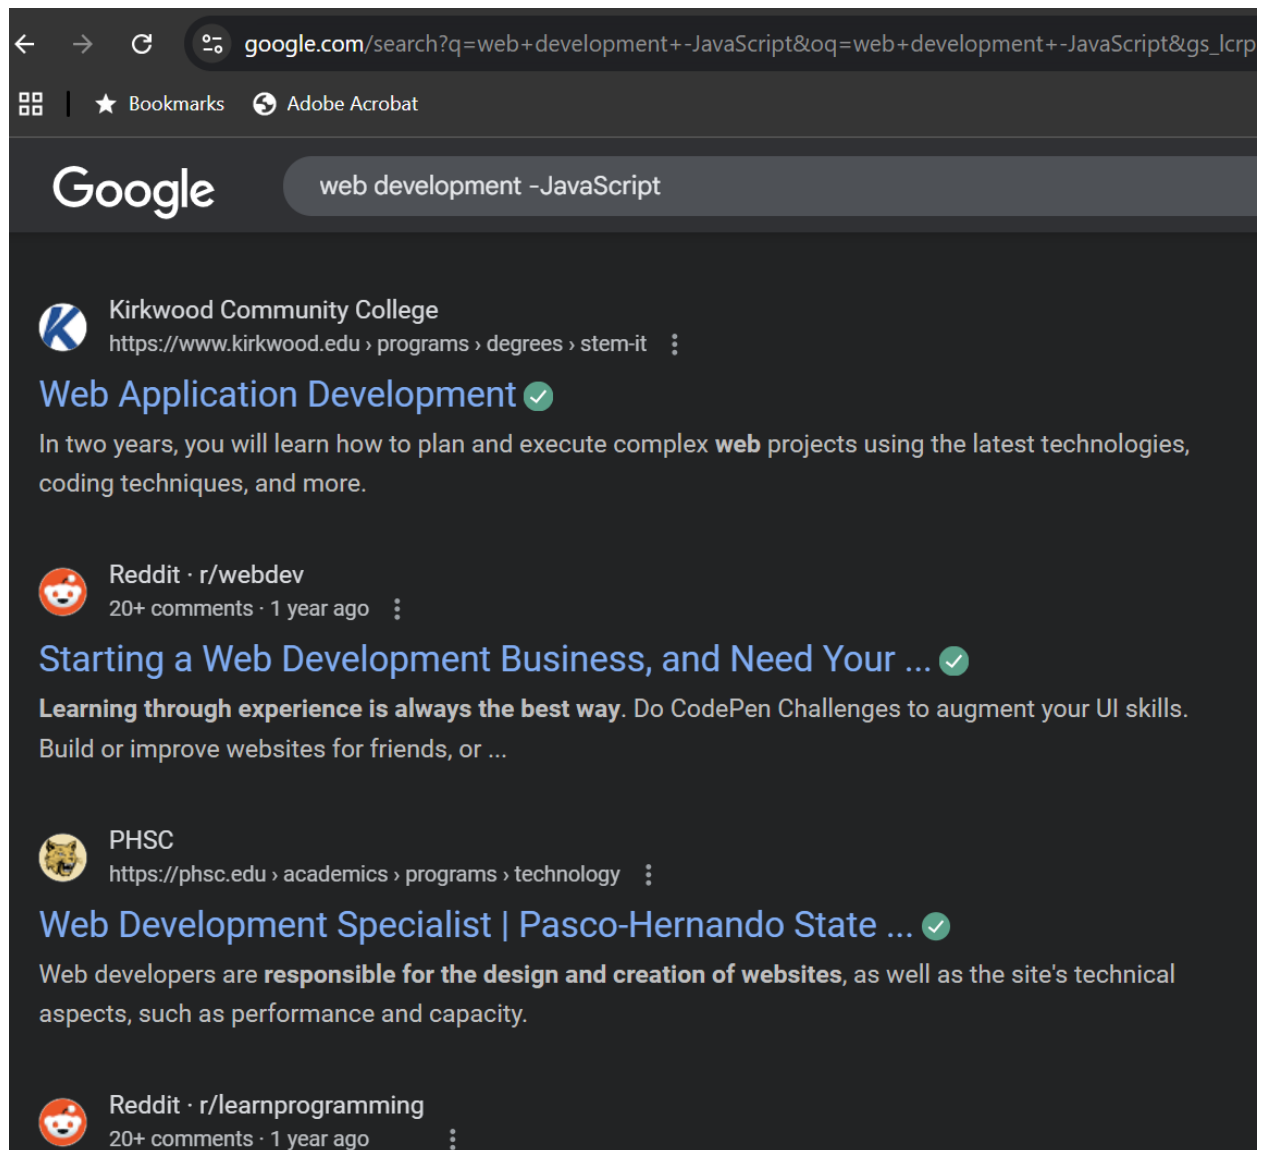 google.com/search?q=web+development+-JavaScript&oq=web+development+-JavaScript&gs_lcrp
Bookmarks Adobe Acrobat
Google web development -JavaScript
Kirkwood Community College
https://www.kirkwood.edu › programs › degrees › stem-it
Web Application Development
In two years, you will learn how to plan and execute complex web projects using the latest technologies,
coding techniques, and more.
Reddit · r/webdev
20+ comments · 1 year ago
Starting a Web Development Business, and Need Your ...
Learning through experience is always the best way. Do CodePen Challenges to augment your UI skills.
Build or improve websites for friends, or ...
PHSC
https://phsc.edu › academics › programs › technology
Web Development Specialist | Pasco-Hernando State ...
Web developers are responsible for the design and creation of websites, as well as the site's technical
aspects, such as performance and capacity.
Reddit · r/learnprogramming
20+ comments · 1 year ago